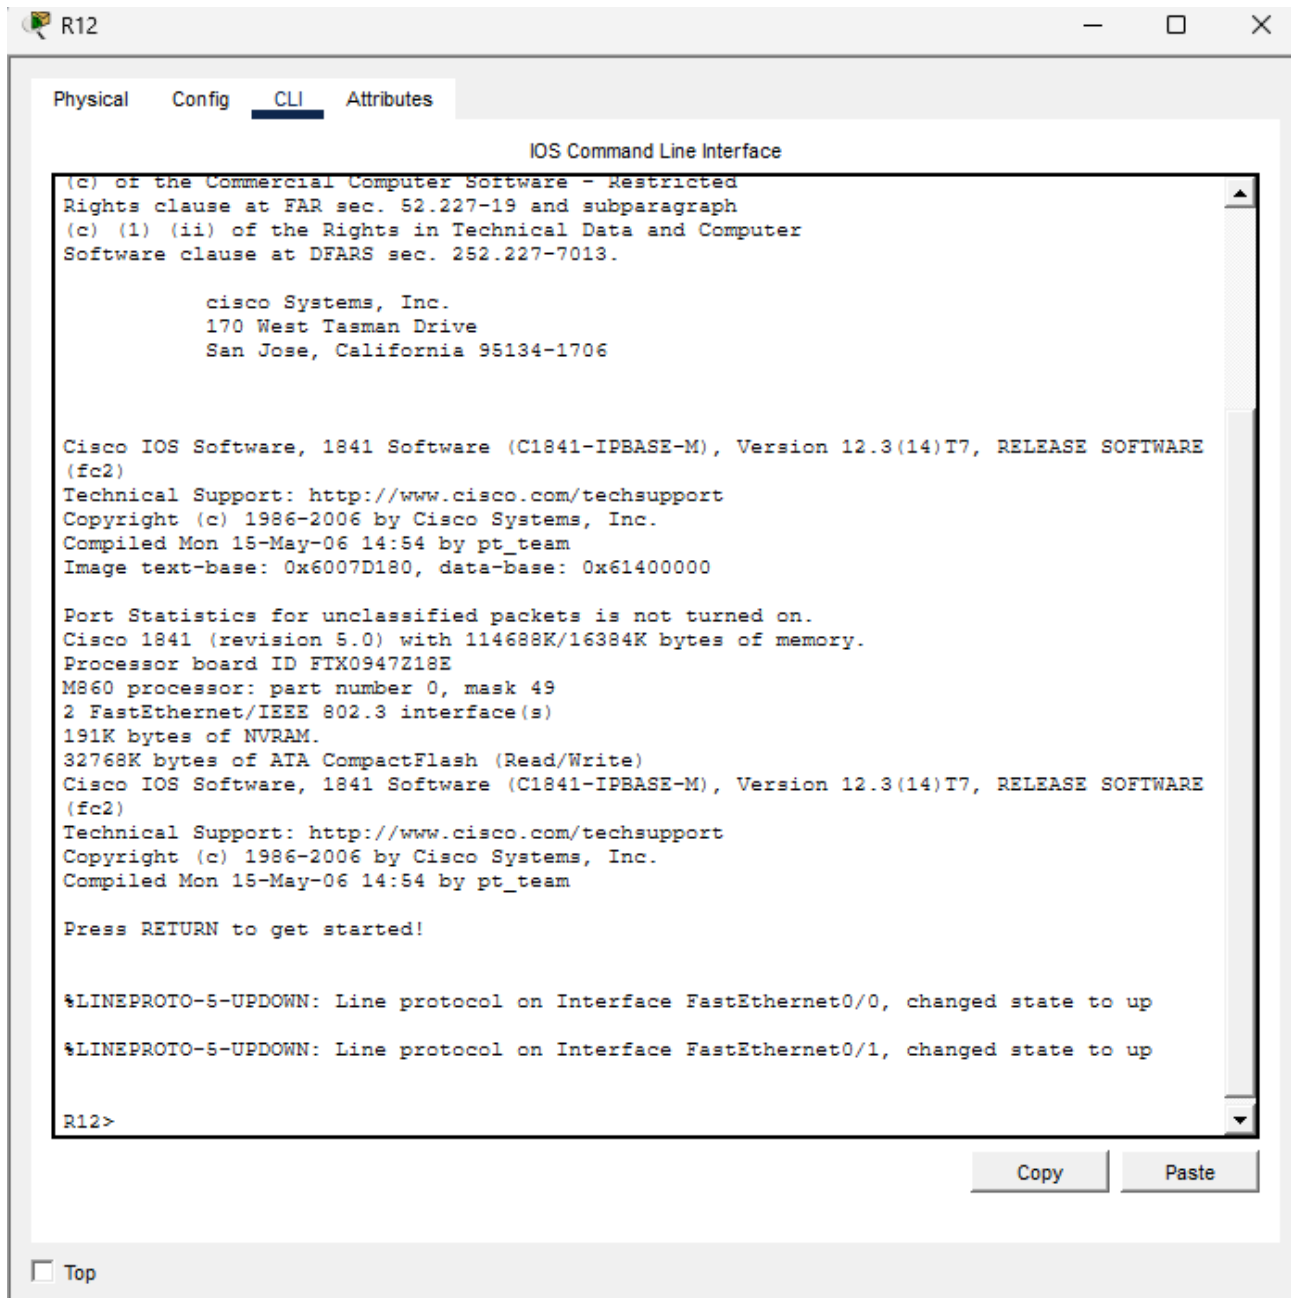 R12
Physical Config CLI Attributes
IOS Command Line Interface
(c) of the Commercial Computer Software - Restricted
Rights clause at FAR sec. 52.227-19 and subparagraph
(c) (1) (ii) of the Rights in Technical Data and Computer
Software clause at DFARS sec. 252.227-7013.
cisco Systems, Inc.
170 West Tasman Drive
San Jose, California 95134-1706
Cisco IOS Software, 1841 Software (C1841-IPBASE-M), Version 12.3(14)T7, RELEASE SOFTWARE
(fc2)
Technical Support: http://www.cisco.com/techsupport
Copyright (c) 1986-2006 by Cisco Systems, Inc.
Compiled Mon 15-May-06 14:54 by pt_team
Image text-base: 0x6007D180, data-base: 0x61400000
Port Statistics for unclassified packets is not turned on.
Cisco 1841 (revision 5.0) with 114688K/16384K bytes of memory.
Processor board ID FTX0947Z18E
M860 processor: part number 0, mask 49
2 FastEthernet/IEEE 802.3 interface(s)
191K bytes of NVRAM.
32768K bytes of ATA CompactFlash (Read/Write)
Cisco IOS Software, 1841 Software (C1841-IPBASE-M), Version 12.3(14)T7, RELEASE SOFTWARE
(fc2)
Technical Support: http://www.cisco.com/techsupport
Copyright (c) 1986-2006 by Cisco Systems, Inc.
Compiled Mon 15-May-06 14:54 by pt_team
Press RETURN to get started!
%LINEPROTO-5-UPDOWN: Line protocol on Interface FastEthernet0/0, changed state to up
%LINEPROTO-5-UPDOWN: Line protocol on Interface FastEthernet0/1, changed state to up
R12>
Copy Paste
Top